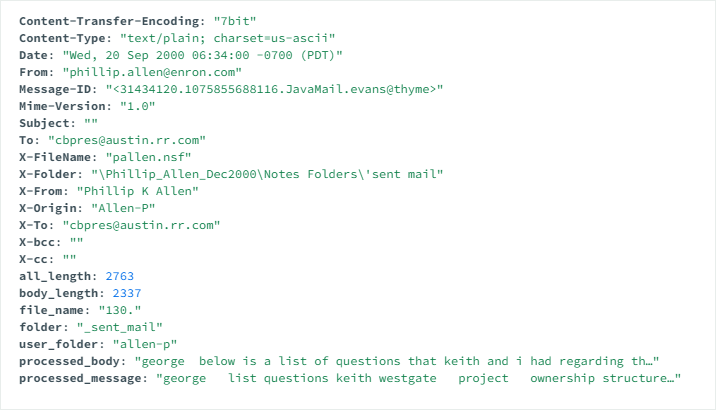 Content-Transfer-Encoding: "7bit"
Content-Type: "text/plain; charset=us-ascii"
Date: "Wed, 20 Sep 2000 06:34:00 -0700 (PDT)"
From: "phillip.allen@enron.com"
Message-ID: "<31434120.1075855688116.JavaMail.evans@thyme>"
Mime-Version: "1.0"
Subject: ""
To: "cbpres@austin.rr.com"
X-FileName: "pallen.nsf"
X-Folder: "\Phillip_Allen_Dec2000\Notes Folders\'sent mail"
X-From: "Phillip K Allen"
X-Origin: "Allen-P"
X-To: "cbpres@austin.rr.com"
X-bcc: ""
X-cc: ""
all_length: 2763
body_length: 2337
file_name: "130."
folder: "_sent_mail"
user_folder: "allen-p"
processed_body: "george  below is a list of questions that keith and i had regarding th…"
processed_message: "george   list questions keith westgate   project   ownership structure…"